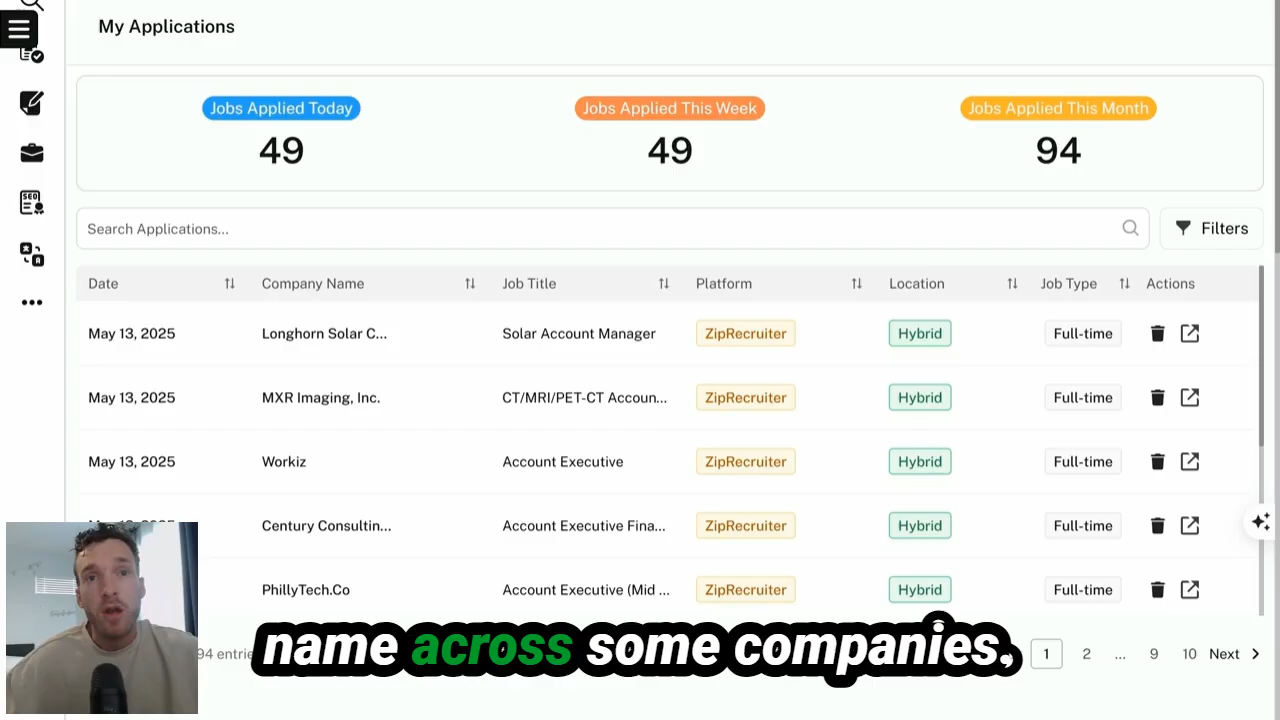 My Applications
Jobs Applied Today
49
Jobs Applied This Week
49
Jobs Applied This Month
94
Search Applications...
Filters
Date Company Name Job Title Platform Location Job Type Actions
May 13, 2025 Longhorn Solar C... Solar Account Manager ZipRecruiter Hybrid Full-time
May 13, 2025 MXR Imaging, Inc. CT/MRI/PET-CT Accoun... ZipRecruiter Hybrid Full-time
May 13, 2025 Workiz Account Executive ZipRecruiter Hybrid Full-time
Century Consultin... Account Executive Fina... ZipRecruiter Hybrid Full-time
PhillyTech.Co Account Executive (Mid ... ZipRecruiter Hybrid Full-time
94
name across some companies.
1 2 ... 9 10 Next
SEO